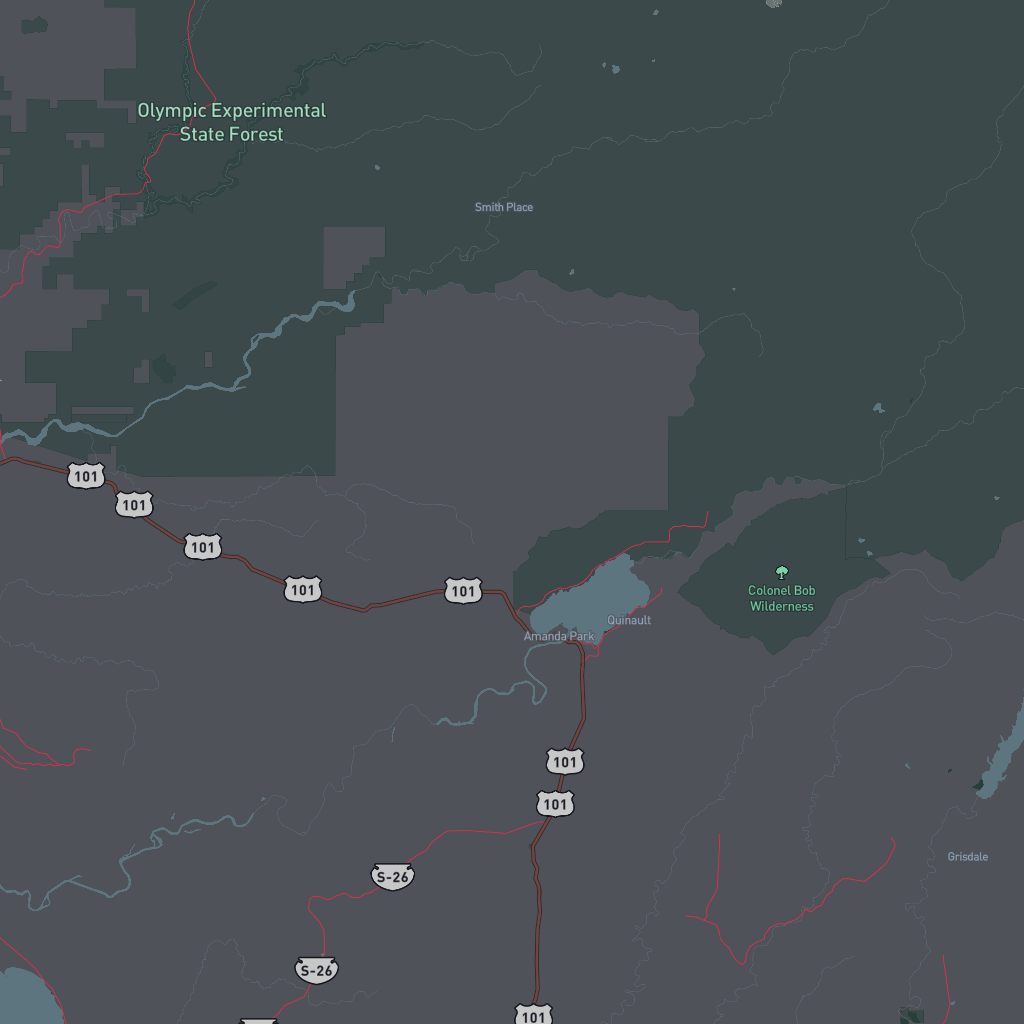 Olympic Experimental
State Forest
Smith Place
101
101
101
101
101
Colonel Bob
Wilderness
Quinault
Amanda Park
101
101
Grisdale
S-26
S-26
101